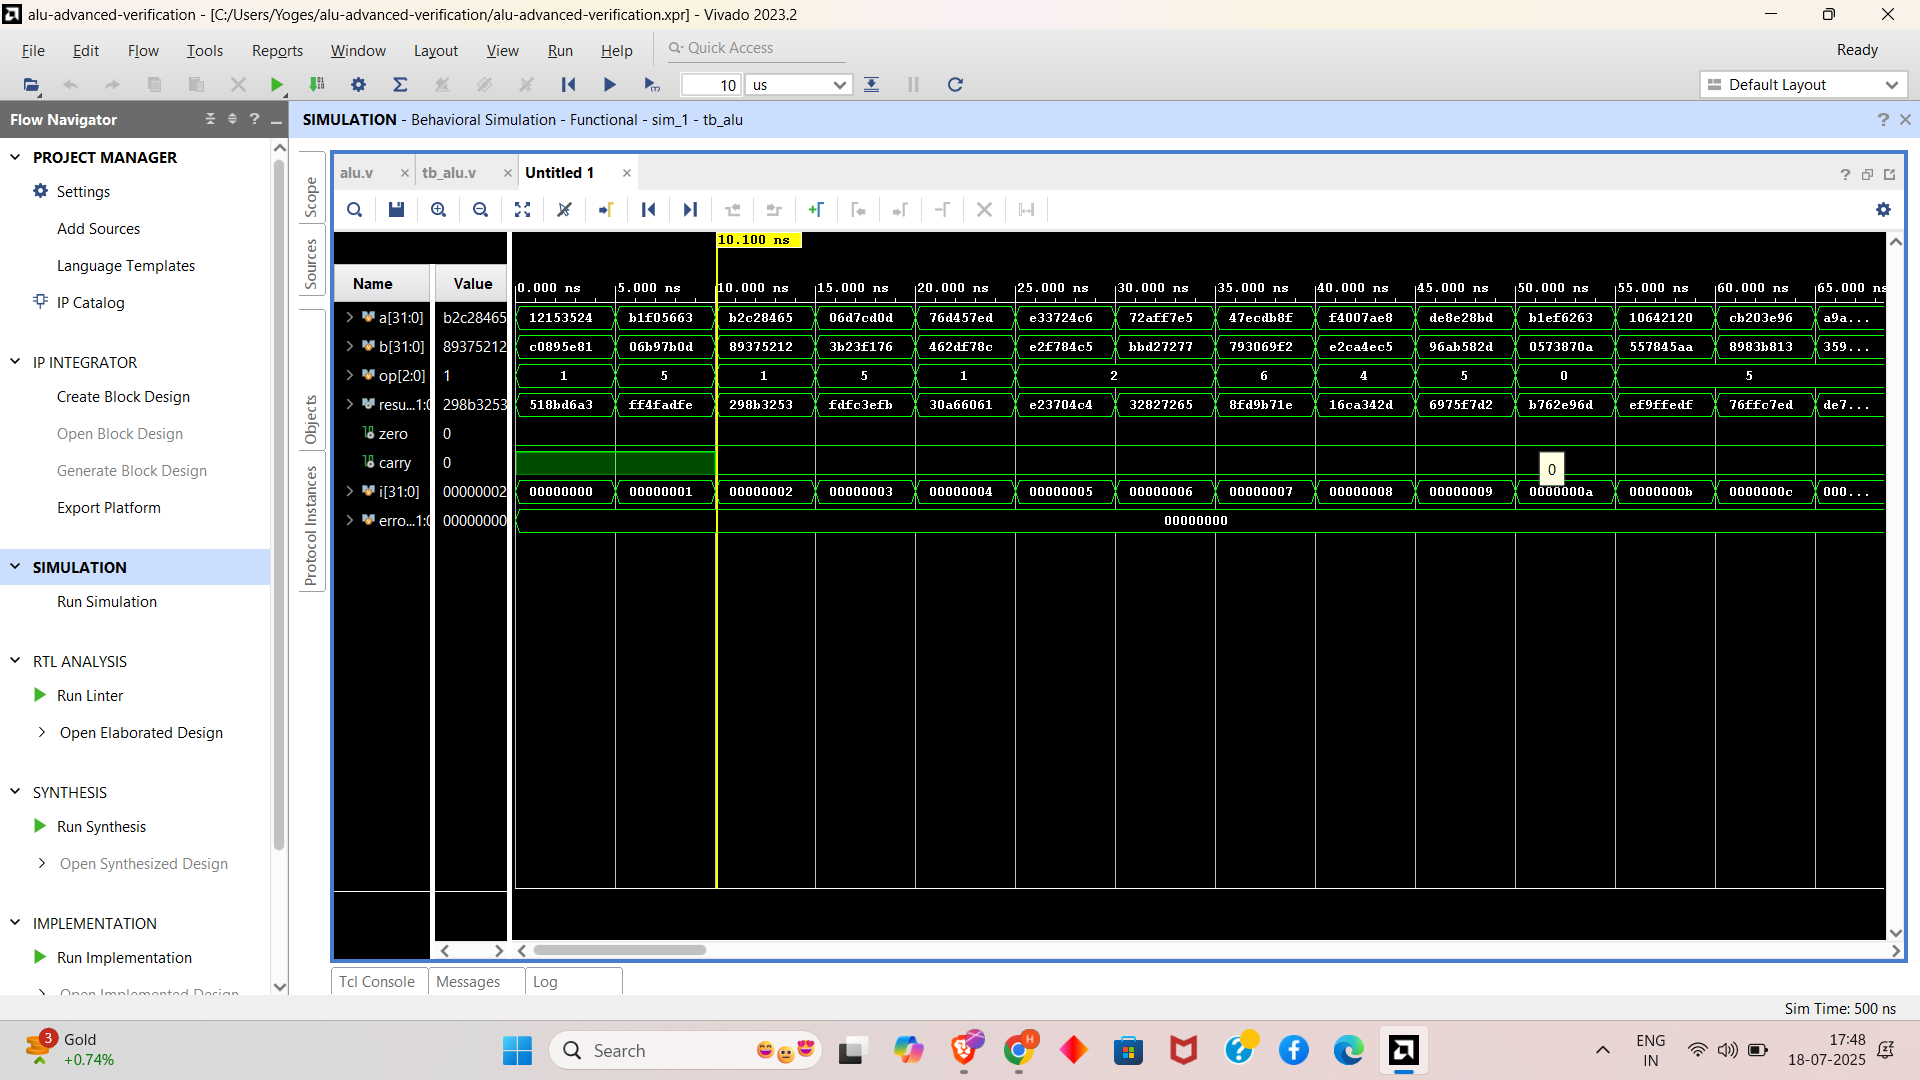 alu-advanced-verification - [C:/Users/Yoges/alu-advanced-verification/alu-advanced-verification.xpr] - Vivado 2023.2
File Edit Flow Tools Reports Window Layout View Run Help Quick Access Ready
10 us Default Layout
Flow Navigator
SIMULATION - Behavioral Simulation - Functional - sim_1 - tb_alu
PROJECT MANAGER
Settings
Add Sources
Language Templates
IP Catalog
IP INTEGRATOR
Create Block Design
Open Block Design
Generate Block Design
Export Platform
SIMULATION
Run Simulation
RTL ANALYSIS
Run Linter
Open Elaborated Design
SYNTHESIS
Run Synthesis
Open Synthesized Design
IMPLEMENTATION
Run Implementation
Open Implemented Design
Scope
Sources
Objects
Protocol Instances
alu.v tb_alu.v Untitled 1
10.100 ns
Name Value 0.000 ns 5.000 ns 10.000 ns 15.000 ns 20.000 ns 25.000 ns 30.000 ns 35.000 ns 40.000 ns 45.000 ns 50.000 ns 55.000 ns 60.000 ns 65.000 ns
a[31:0] b2c28465 12153524 b1f05663 b2c28465 06d7cd0d 76d457ed e33724c6 72aff7e5 47ecdb8f f4007ae8 de8e28bd b1ef6263 10642120 cb203e96 a9a...
b[31:0] 89375212 c0895e81 06b97b0d 89375212 3b23f176 462df78c e2f784c5 bbd27277 793069f2 e2ca4ec5 96ab582d 0573870a 557845aa 8983b813 359...
op[2:0] 1 1 5 1 5 1 2 6 4 5 0 5
resu...1:0 298b3253 518bd6a3 ff4fadfe 298b3253 fdfc3efb 30a66061 e23704c4 32827265 8fd9b71e 16ca342d 6975f7d2 b762e96d ef9ffedf 76ffc7ed de7...
zero 0
carry 0 0
i[31:0] 00000002 00000000 00000001 00000002 00000003 00000004 00000005 00000006 00000007 00000008 00000009 0000000a 0000000b 0000000c 000...
erro...1:0 00000000 00000000
Tcl Console Messages Log
Sim Time: 500 ns
3 Gold
+0.74%
Search
H
ENG
IN
17:48
18-07-2025